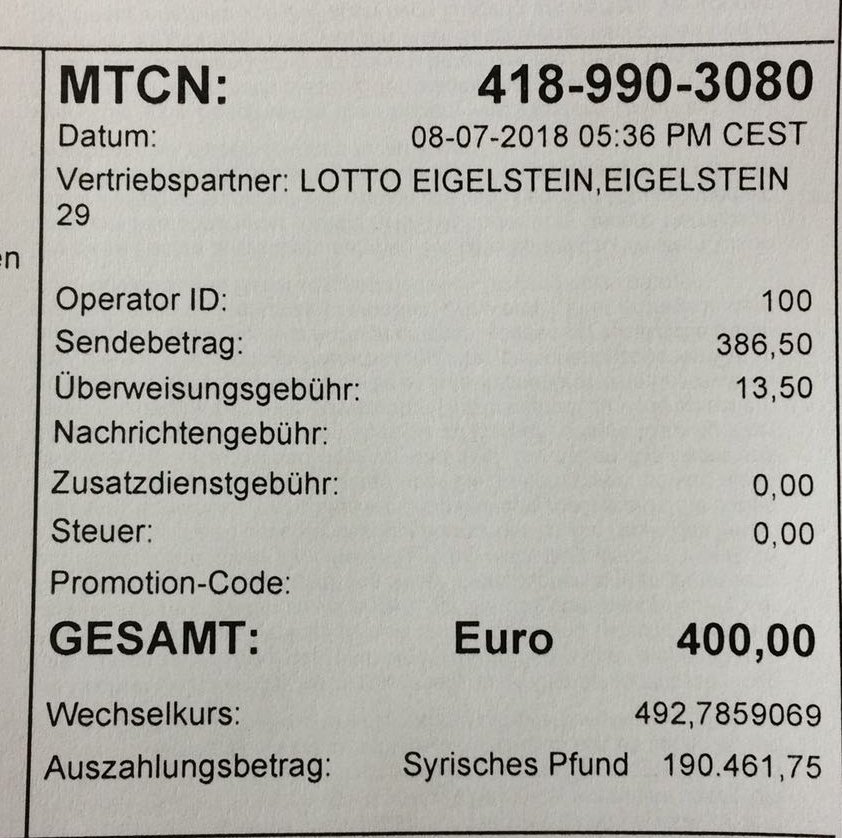 MTCN: 418-990-3080
Datum: 08-07-2018 05:36 PM CEST
Vertriebspartner: LOTTO EIGELSTEIN,EIGELSTEIN
29
en
Operator ID: 100
Sendebetrag: 386,50
Überweisungsgebühr: 13,50
Nachrichtengebühr:
Zusatzdienstgebühr: 0,00
Steuer: 0,00
Promotion-Code:
GESAMT: Euro 400,00
Wechselkurs: 492,7859069
Auszahlungsbetrag: Syrisches Pfund 190.461,75